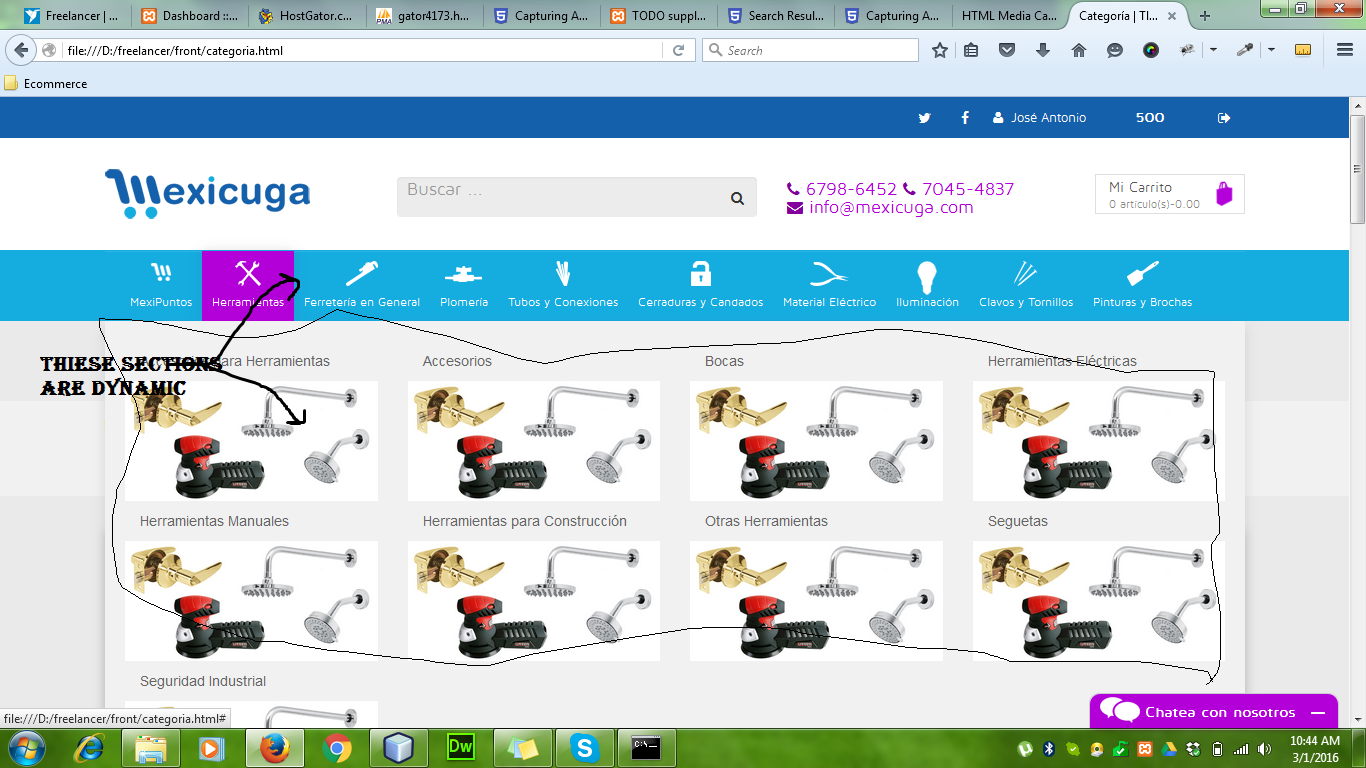 Freelancer | ...
Dashboard ::...
HostGator.c...
gator4173.h...
Capturing A...
TODO suppl...
Search Resul...
Capturing A...
HTML Media Ca...
Categoría | Tl...
file:///D:/freelancer/front/categoria.html
Search
Ecommerce
José Antonio
500
Mexicuga
Buscar ...
6798-6452 7045-4837
info@mexicuga.com
Mi Carrito
0 artículo(s)-0.00
MexiPuntos
Herramientas
Ferretería en General
Plomería
Tubos y Conexiones
Cerraduras y Candados
Material Eléctrico
Iluminación
Clavos y Tornillos
Pinturas y Brochas
THIESE SECTIONS
ARE DYNAMIC
para Herramientas
Accesorios
Bocas
Herramientas Eléctricas
Herramientas Manuales
Herramientas para Construcción
Otras Herramientas
Seguetas
Seguridad Industrial
file:///D:/freelancer/front/categoria.html#
Chatea con nosotros
Dw
C:\
10:44 AM
3/1/2016